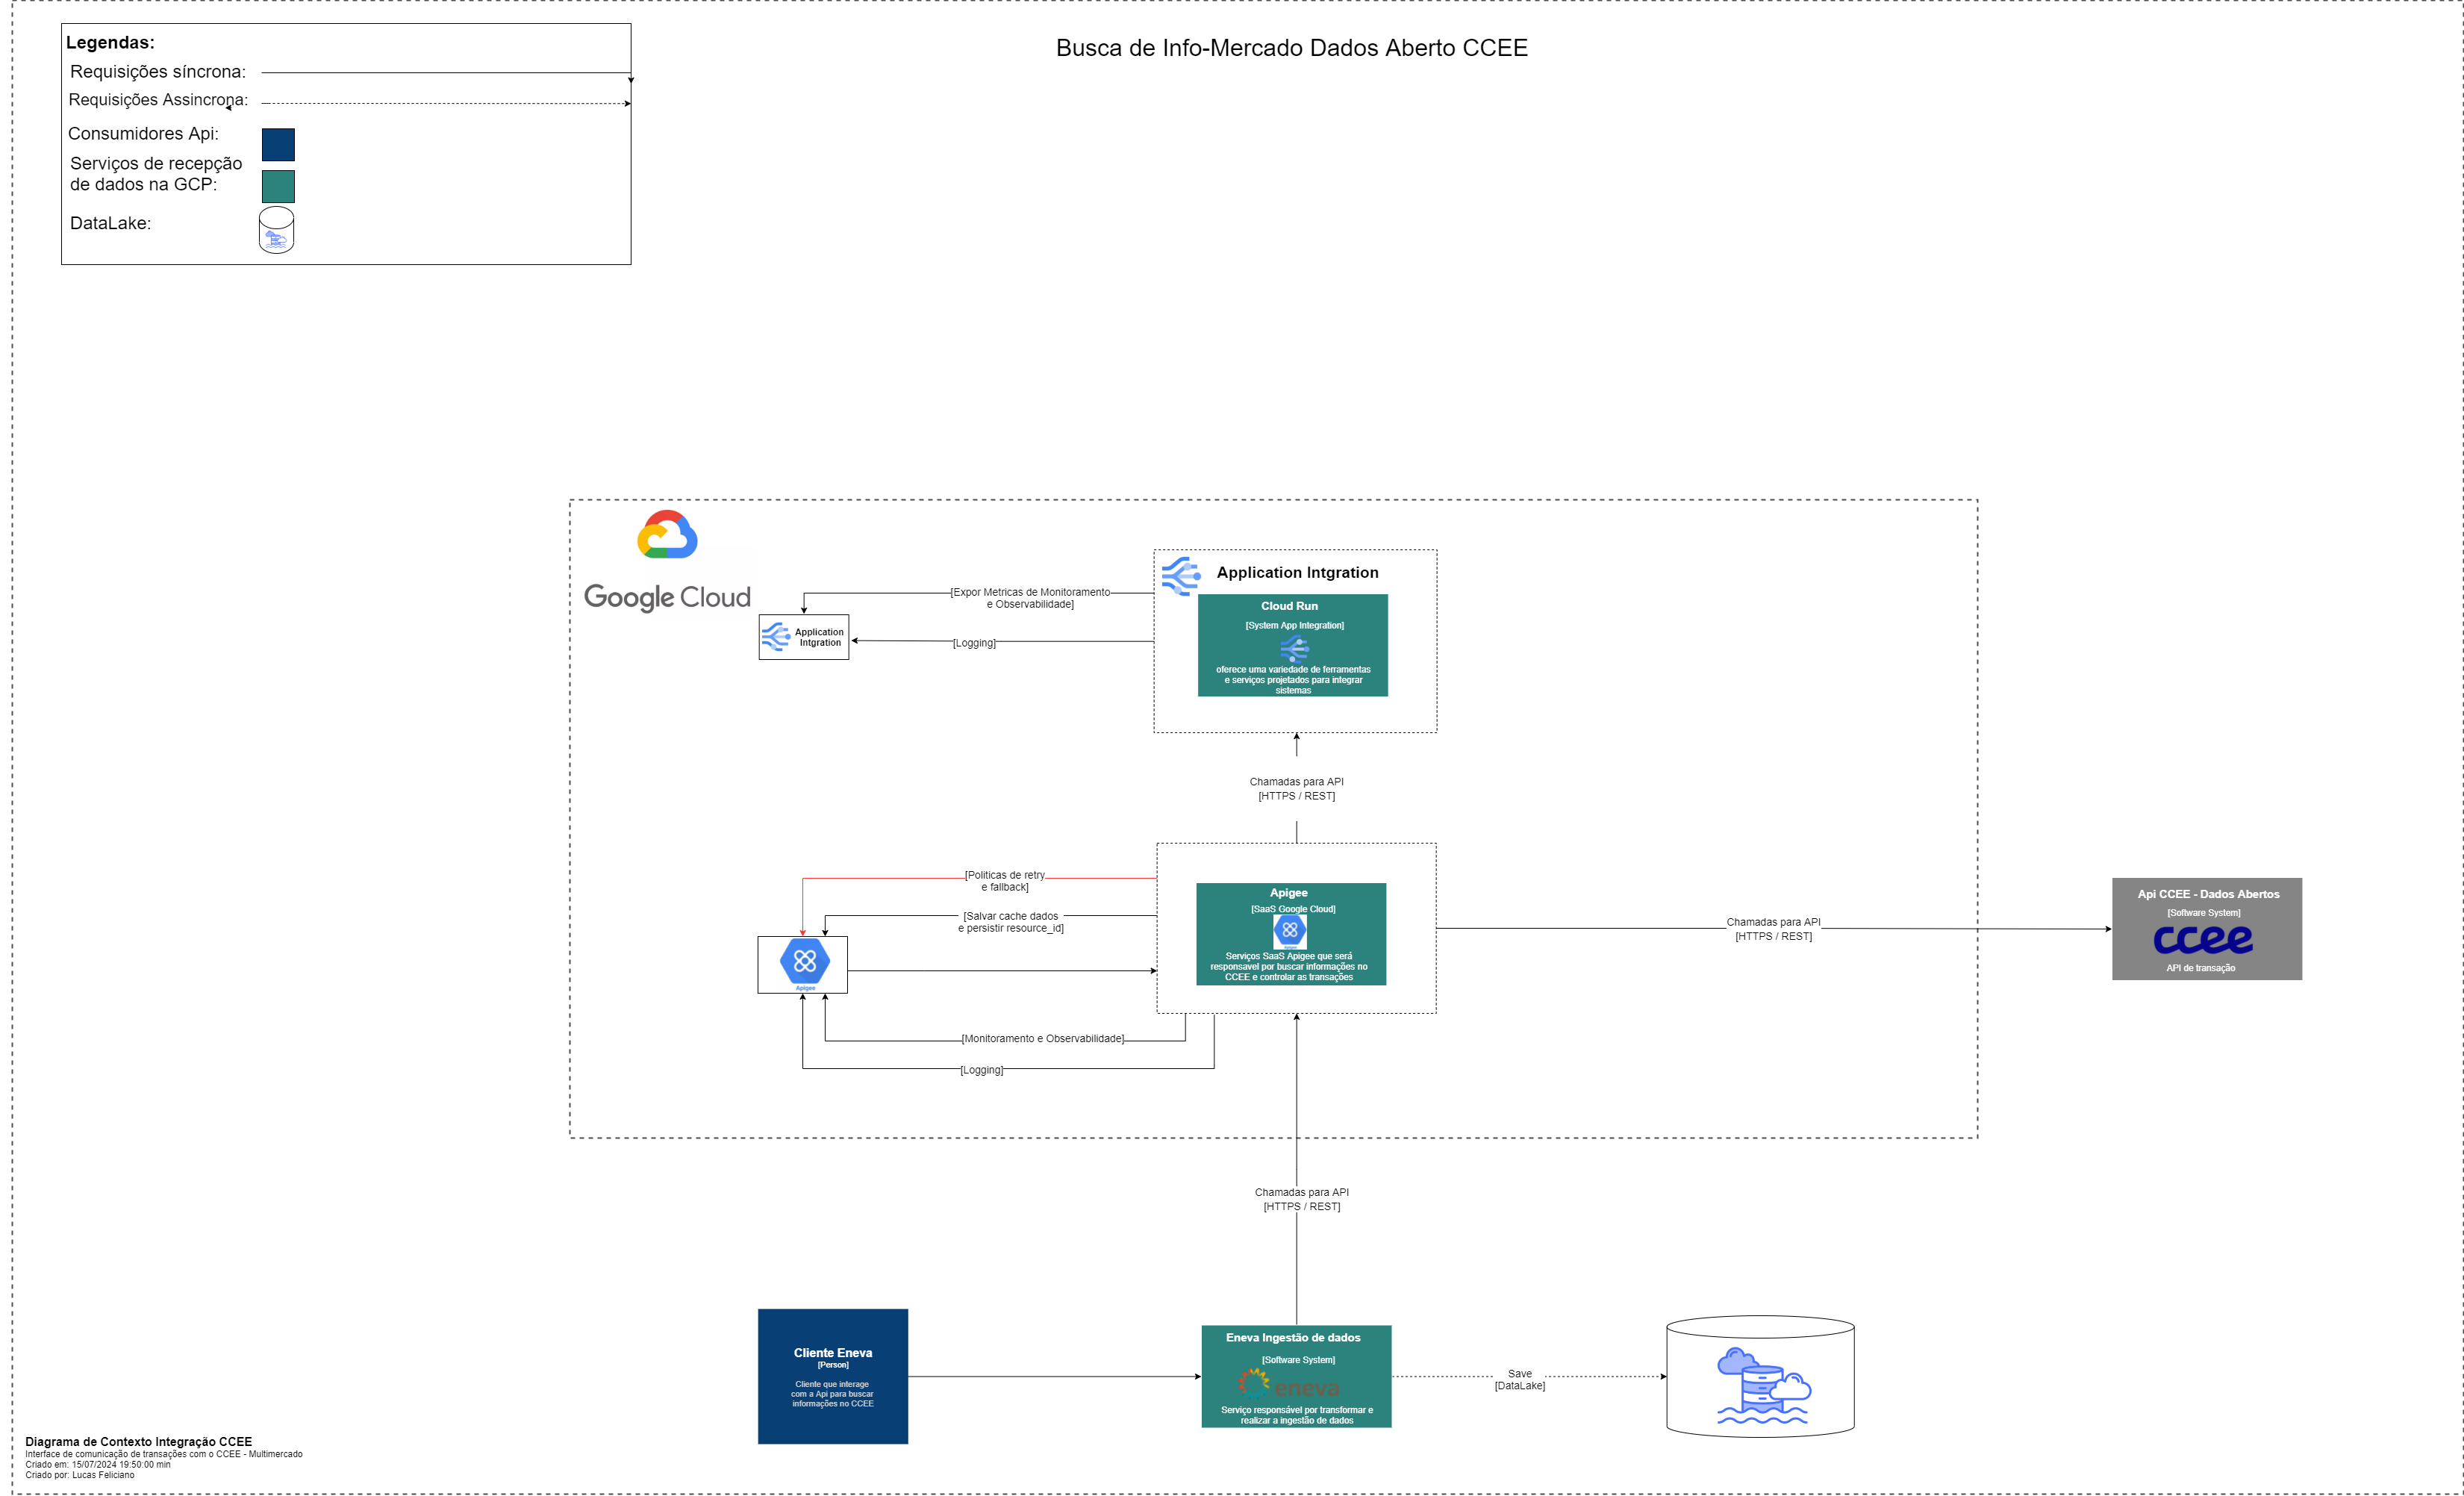 Busca de Info-Mercado Dados Aberto CCEE
Legendas:
Requisições síncrona:
Requisições Assincrona:
Consumidores Api:
Serviços de recepção
de dados na GCP:
DataLake:
Google Cloud
Application Intgration
Cloud Run
[System App Integration]
oferece uma variedade de ferramentas
e serviços projetados para integrar
sistemas
[Expor Metricas de Monitoramento
e Observabilidade]
[Logging]
Application
Intgration
Chamadas para API
[HTTPS / REST]
[Politicas de retry
e fallback]
[Salvar cache dados
e persistir resource_id]
Apigee
Apigee
[SaaS Google Cloud]
Apigee
Serviços SaaS Apigee que será
responsavel por buscar informações no
CCEE e controlar as transações
[Monitoramento e Observabilidade]
[Logging]
Chamadas para API
[HTTPS / REST]
Api CCEE - Dados Abertos
[Software System]
ccee
API de transação
Chamadas para API
[HTTPS / REST]
Cliente Eneva
[Person]
Cliente que interage
com a Api para buscar
informações no CCEE
Eneva Ingestão de dados
[Software System]
eneva
Serviço responsável por transformar e
realizar a ingestão de dados
Save
[DataLake]
Diagrama de Contexto Integração CCEE
Interface de comunicação de transações com o CCEE - Multimercado
Criado em: 15/07/2024 19:50:00 min
Criado por: Lucas Feliciano